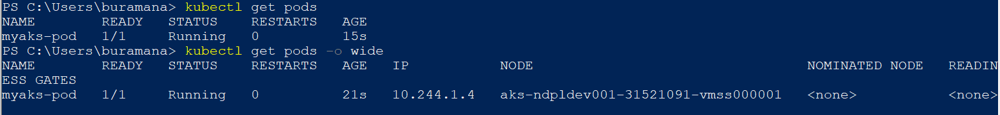 PS C:\Users\buramana> kubectl get pods
NAME        READY   STATUS    RESTARTS   AGE
myaks-pod   1/1     Running   0          15s
PS C:\Users\buramana> kubectl get pods -o wide
NAME        READY   STATUS    RESTARTS   AGE   IP           NODE                                 NOMINATED NODE   READIN
ESS GATES
myaks-pod   1/1     Running   0          21s   10.244.1.4   aks-ndpldev001-31521091-vmss000001   <none>           <none>